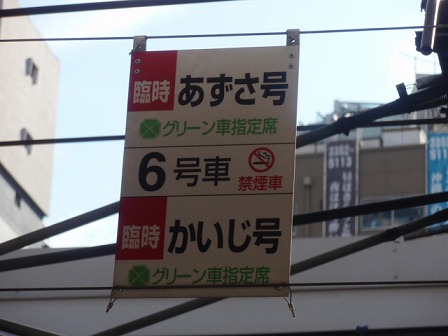 臨時 あずさ号
グリーン車指定席
6号車 禁煙車
臨時 かいじ号
グリーン車指定席